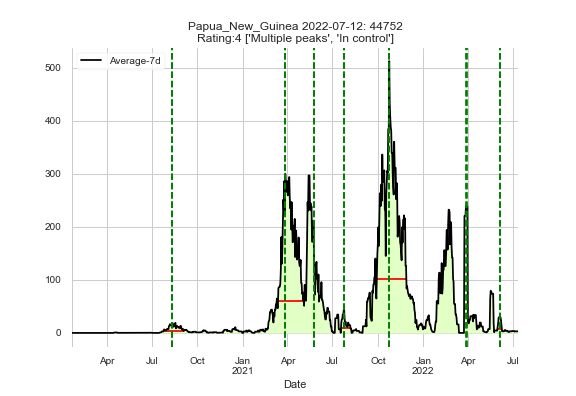 Papua_New_Guinea 2022-07-12: 44752
Rating:4 ['Multiple peaks', 'In control']
Average-7d
500
400
300
200
100
0
Apr Jul Oct Jan Apr Jul Oct Jan Apr Jul
2021 2022
Date